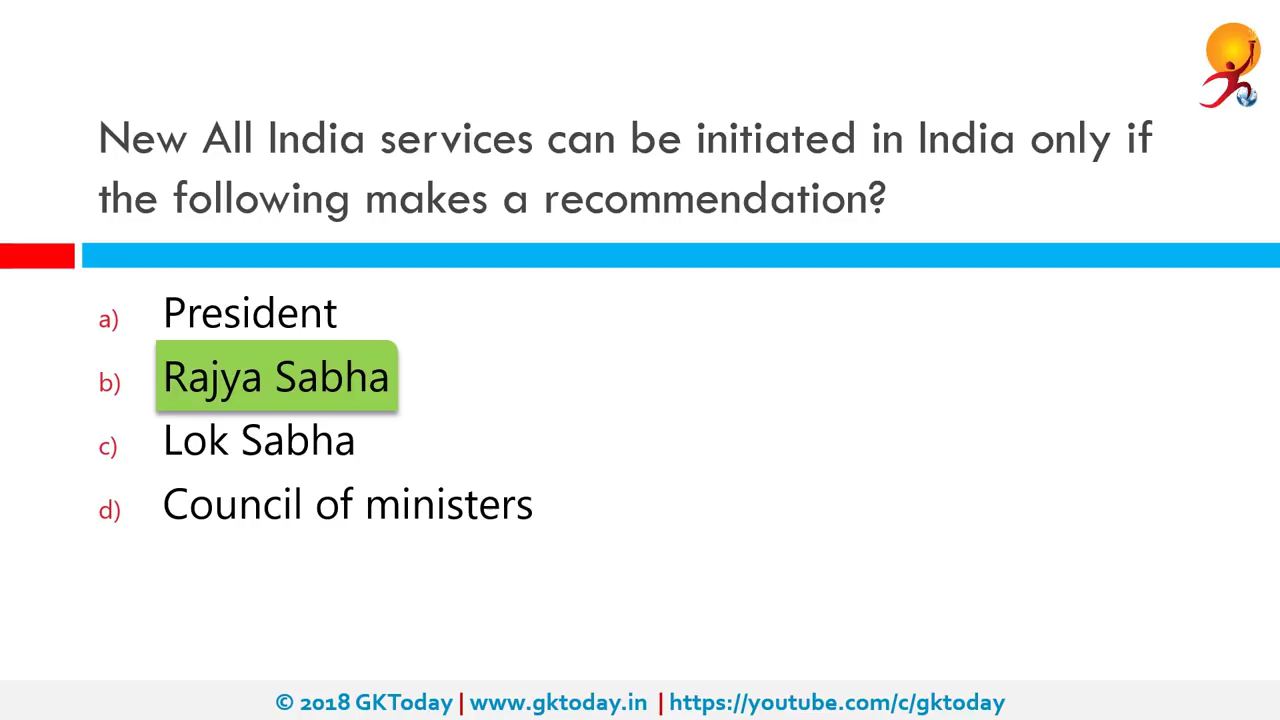 New All India services can be initiated in India only if
the following makes a recommendation?
a) President
b) Rajya Sabha
c) Lok Sabha
d) Council of ministers
© 2018 GKToday | www.gktoday.in | https://youtube.com/c/gktoday